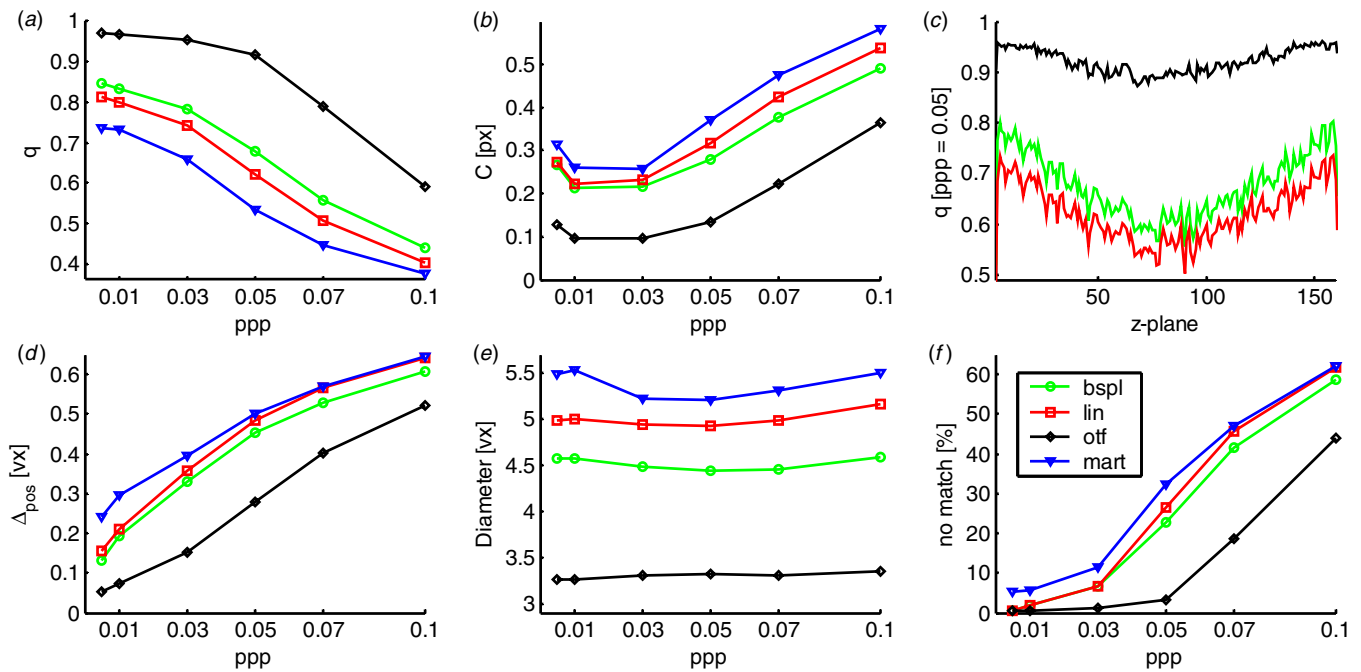 (a)
1
0.9
0.8
0.7
0.6
0.5
0.4
q
0.01 0.03 0.05 0.07 0.1
ppp
(b)
0.5
0.4
0.3
0.2
0.1
0
C [px]
0.01 0.03 0.05 0.07 0.1
ppp
(c)
1
0.9
0.8
0.7
0.6
0.5
q [ppp = 0.05]
50 100 150
z-plane
(d)
0.6
0.5
0.4
0.3
0.2
0.1
0
Δpos [vx]
0.01 0.03 0.05 0.07 0.1
ppp
(e)
5.5
5
4.5
4
3.5
3
Diameter [vx]
0.01 0.03 0.05 0.07 0.1
ppp
(f)
60
50
40
30
20
10
0
no match [%]
bspl
lin
otf
mart
0.01 0.03 0.05 0.07 0.1
ppp